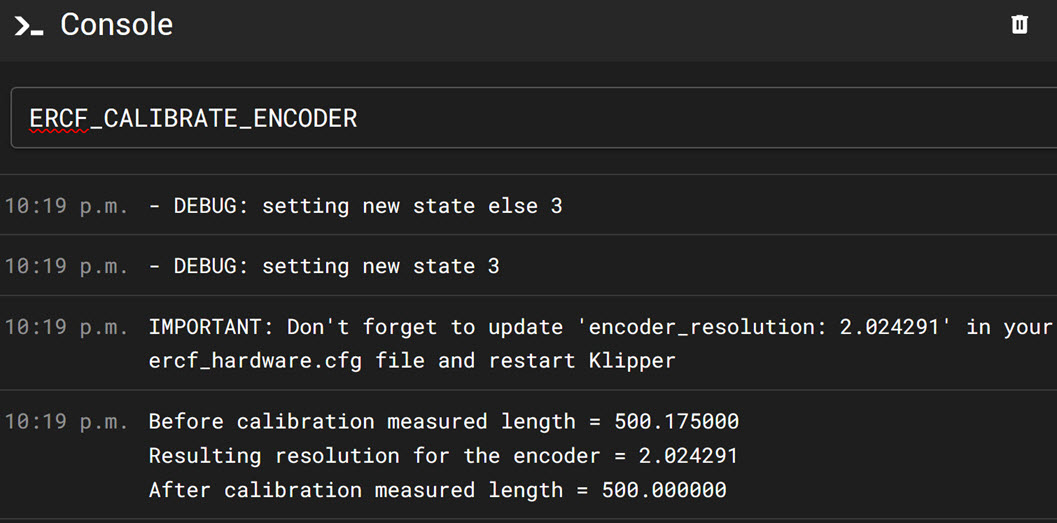 Console
ERCF_CALIBRATE_ENCODER
10:19 p.m. - DEBUG: setting new state else 3
10:19 p.m. - DEBUG: setting new state 3
10:19 p.m. IMPORTANT: Don't forget to update 'encoder_resolution: 2.024291' in your
ercf_hardware.cfg file and restart Klipper
10:19 p.m. Before calibration measured length = 500.175000
Resulting resolution for the encoder = 2.024291
After calibration measured length = 500.000000